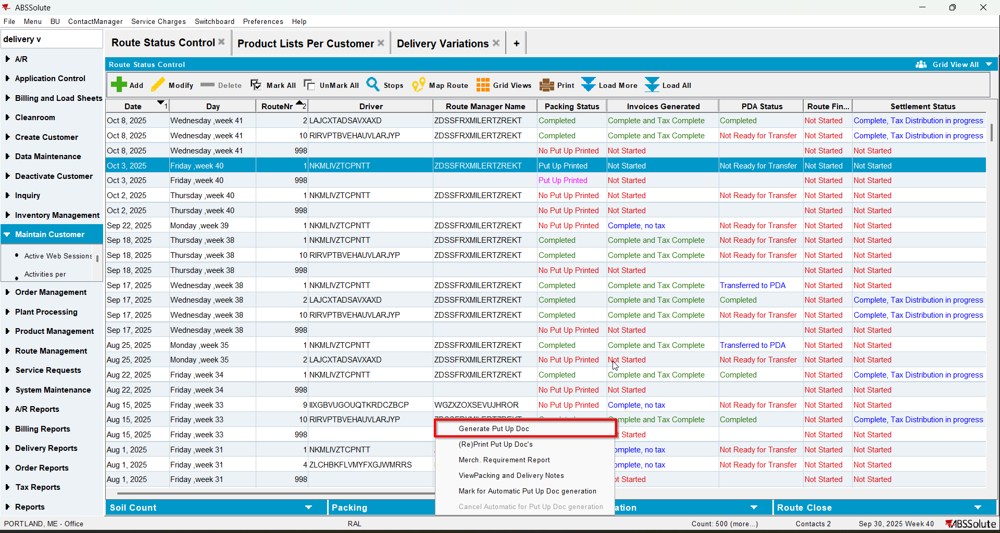 ABSSolute
File Menu BU ContactManager Service Charges Switchboard Preferences Help
delivery v
Route Status Control Product Lists Per Customer Delivery Variations +
Route Status Control Grid View All
Add Modify Delete Mark All UnMark All Stops Map Route Grid Views Print Load More Load All
A/R
Application Control
Billing and Load Sheets
Cleanroom
Create Customer
Data Maintenance
Deactivate Customer
Inquiry
Inventory Management
Maintain Customer
Active Web Sessions
Activities per
Order Management
Plant Processing
Product Management
Route Management
Service Requests
System Maintenance
A/R Reports
Billing Reports
Delivery Reports
Order Reports
Tax Reports
Reports
Date 1 Day RouteNr 2 Driver Route Manager Name Packing Status Invoices Generated PDA Status Route Fin... Settlement Status
Oct 8, 2025 Wednesday ,week 41 2 LAJCXTADSAVXAXD ZDSSFRXMILERTZREKT Completed Complete and Tax Complete Completed Not Started Complete, Tax Distribution in progress
Oct 8, 2025 Wednesday ,week 41 10 RIRVPTBVEHAUVLARJYP ZDSSFRXMILERTZREKT Completed Complete and Tax Complete Not Ready for Transfer Not Started Complete, Tax Distribution in progress
Oct 8, 2025 Wednesday ,week 41 998 No Put Up Printed Not Started Not Started Not Started
Oct 3, 2025 Friday ,week 40 1 NKMLIVZTCPNTT ZDSSFRXMILERTZREKT Put Up Printed Not Started Not Ready for Transfer Not Started Not Started
Oct 3, 2025 Friday ,week 40 998 Put Up Printed Not Started Not Started Not Started
Oct 2, 2025 Thursday ,week 40 1 NKMLIVZTCPNTT ZDSSFRXMILERTZREKT No Put Up Printed Not Started Not Ready for Transfer Not Started Not Started
Oct 2, 2025 Thursday ,week 40 998 No Put Up Printed Not Started Not Started Not Started
Sep 22, 2025 Monday ,week 39 1 NKMLIVZTCPNTT ZDSSFRXMILERTZREKT No Put Up Printed Complete, no tax Not Ready for Transfer Not Started Not Started
Sep 18, 2025 Thursday ,week 38 1 NKMLIVZTCPNTT ZDSSFRXMILERTZREKT Completed Complete and Tax Complete Not Ready for Transfer Not Started Not Started
Sep 18, 2025 Thursday ,week 38 10 RIRVPTBVEHAUVLARJYP ZDSSFRXMILERTZREKT Completed Complete and Tax Complete Not Ready for Transfer Not Started Not Started
Sep 18, 2025 Thursday ,week 38 998 No Put Up Printed Not Started Not Started Not Started
Sep 17, 2025 Wednesday ,week 38 1 NKMLIVZTCPNTT ZDSSFRXMILERTZREKT Completed Complete and Tax Complete Transferred to PDA Not Started Not Started
Sep 17, 2025 Wednesday ,week 38 2 LAJCXTADSAVXAXD ZDSSFRXMILERTZREKT Completed Complete and Tax Complete Completed Not Started Complete, Tax Distribution in progress
Sep 17, 2025 Wednesday ,week 38 10 RIRVPTBVEHAUVLARJYP ZDSSFRXMILERTZREKT Completed Complete and Tax Complete Not Ready for Transfer Not Started Complete, Tax Distribution in progress
Sep 17, 2025 Wednesday ,week 38 998 No Put Up Printed Not Started Not Started Not Started
Aug 25, 2025 Monday ,week 35 1 NKMLIVZTCPNTT ZDSSFRXMILERTZREKT Completed Complete and Tax Complete Transferred to PDA Not Started Not Started
Aug 25, 2025 Monday ,week 35 2 LAJCXTADSAVXAXD ZDSSFRXMILERTZREKT No Put Up Printed Not Started Not Ready for Transfer Not Started Not Started
Aug 22, 2025 Friday ,week 34 1 NKMLIVZTCPNTT ZDSSFRXMILERTZREKT Completed Complete and Tax Complete Completed Not Started Complete, Tax Distribution in progress
Aug 22, 2025 Friday ,week 34 998 No Put Up Printed Not Started Not Started Not Started
Aug 15, 2025 Friday ,week 33 9 IIXGBVUGOUQTKRDCZBCP WGZXZOXSEVUJHROR No Put Up Printed Complete, no tax Not Ready for Transfer Not Started Not Started
Aug 15, 2025 Friday ,week 33 10 RIRVPTBVEHAUVLARJYP and Tax Complete Completed Not Started Complete, Tax Distribution in progress
Aug 15, 2025 Friday ,week 33 998 Started Not Started Not Started
Aug 1, 2025 Friday ,week 31 1 NKMLIVZTCPNTT no tax Not Ready for Transfer Not Started Not Started
Aug 1, 2025 Friday ,week 31 4 ZLCHBKFLVMYFXGJWMRRS no tax Not Ready for Transfer Not Started Not Started
Aug 1, 2025 Friday ,week 31 998 Started Not Started Not Started
Generate Put Up Doc
(Re)Print Put Up Doc's
Merch. Requirement Report
ViewPacking and Delivery Notes
Mark for Automatic Put Up Doc generation
Cancel Automatic for Put Up Doc generation
Soil Count Packing ation Route Close
PORTLAND, ME - Office RAL Count: 500 (more...) Contacts 2 Sep 30, 2025 Week 40 ABSSolute